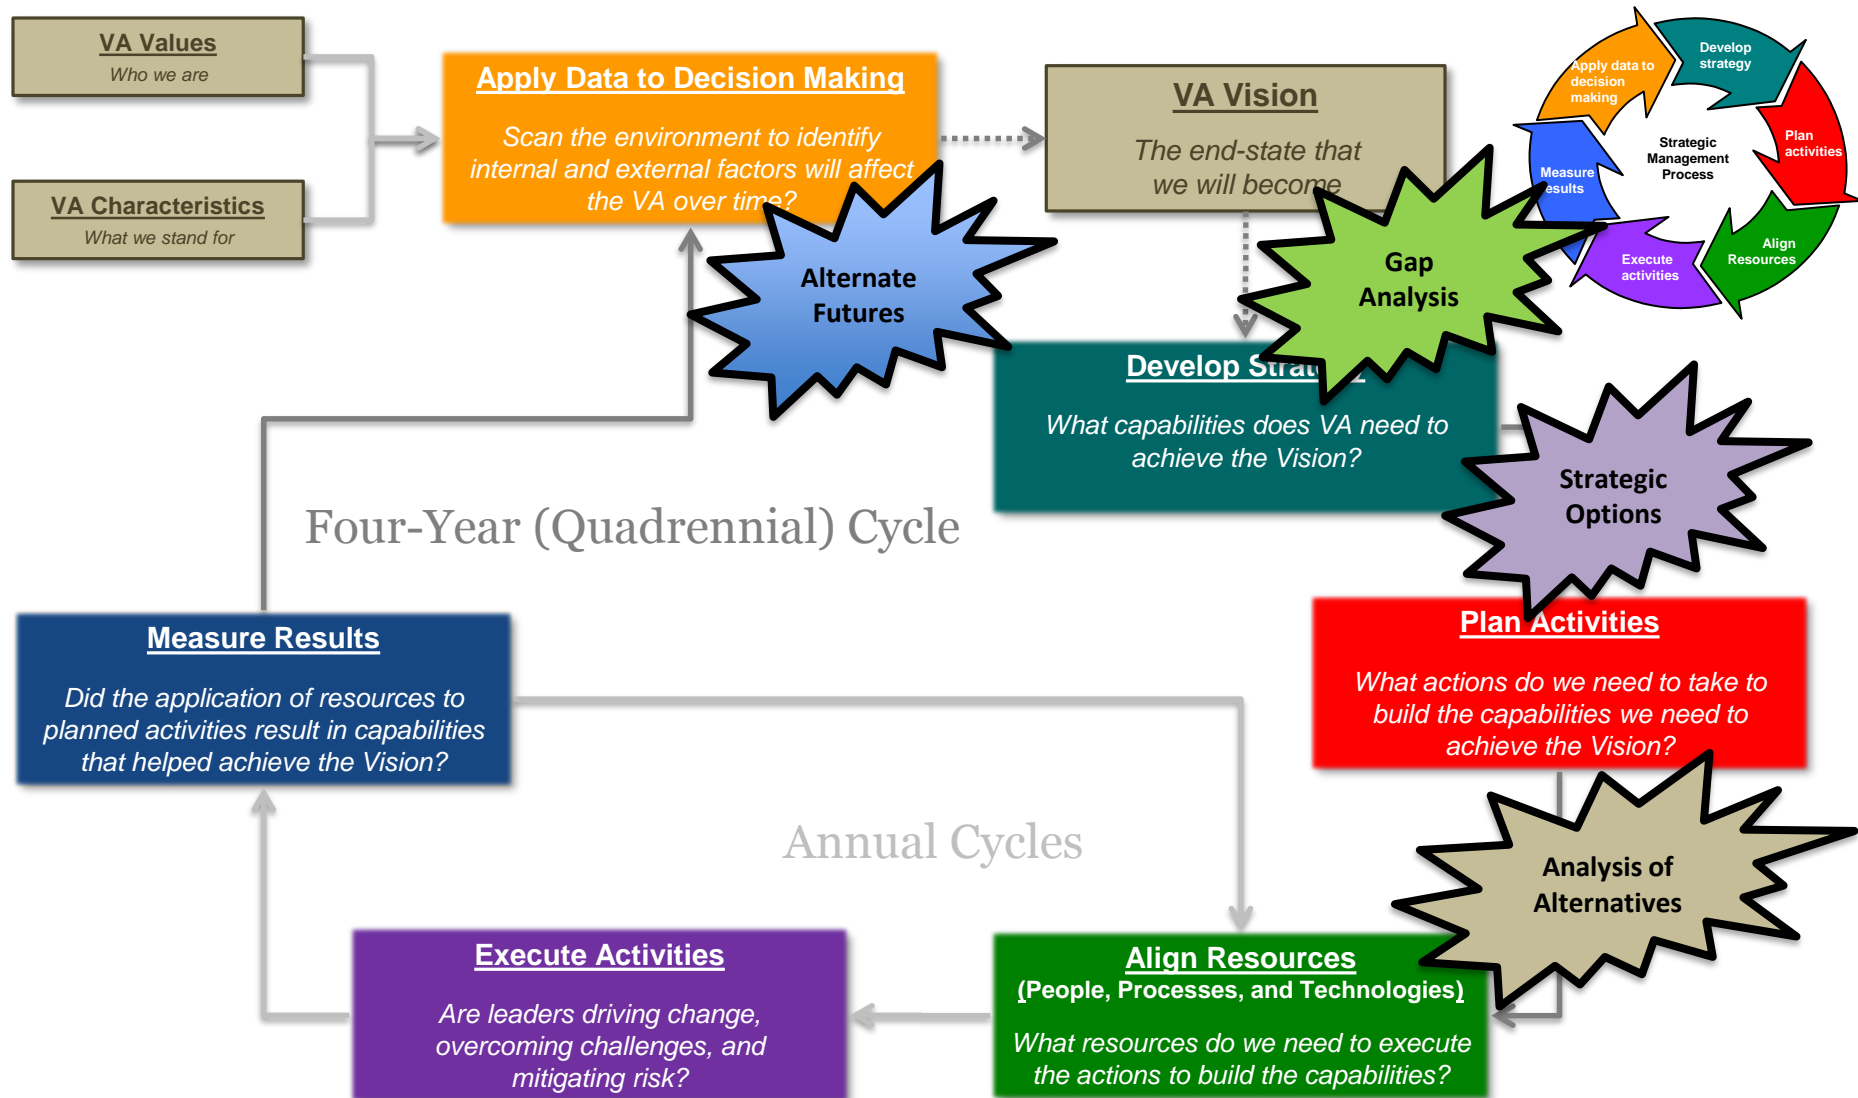 VA Values
Who we are
VA Characteristics
What we stand for
Apply Data to Decision Making
Scan the environment to identify
internal and external factors will affect
the VA over time?
VA Vision
The end-state that
we will become
Apply data to
decision
making
Develop
strategy
Plan
activities
Align
Resources
Execute
activities
Measure
results
Strategic
Management
Process
Alternate
Futures
Gap
Analysis
Develop Strategy
What capabilities does VA need to
achieve the Vision?
Strategic
Options
Four-Year (Quadrennial) Cycle
Measure Results
Did the application of resources to
planned activities result in capabilities
that helped achieve the Vision?
Plan Activities
What actions do we need to take to
build the capabilities we need to
achieve the Vision?
Annual Cycles
Analysis of
Alternatives
Execute Activities
Are leaders driving change,
overcoming challenges, and
mitigating risk?
Align Resources
(People, Processes, and Technologies)
What resources do we need to execute
the actions to build the capabilities?